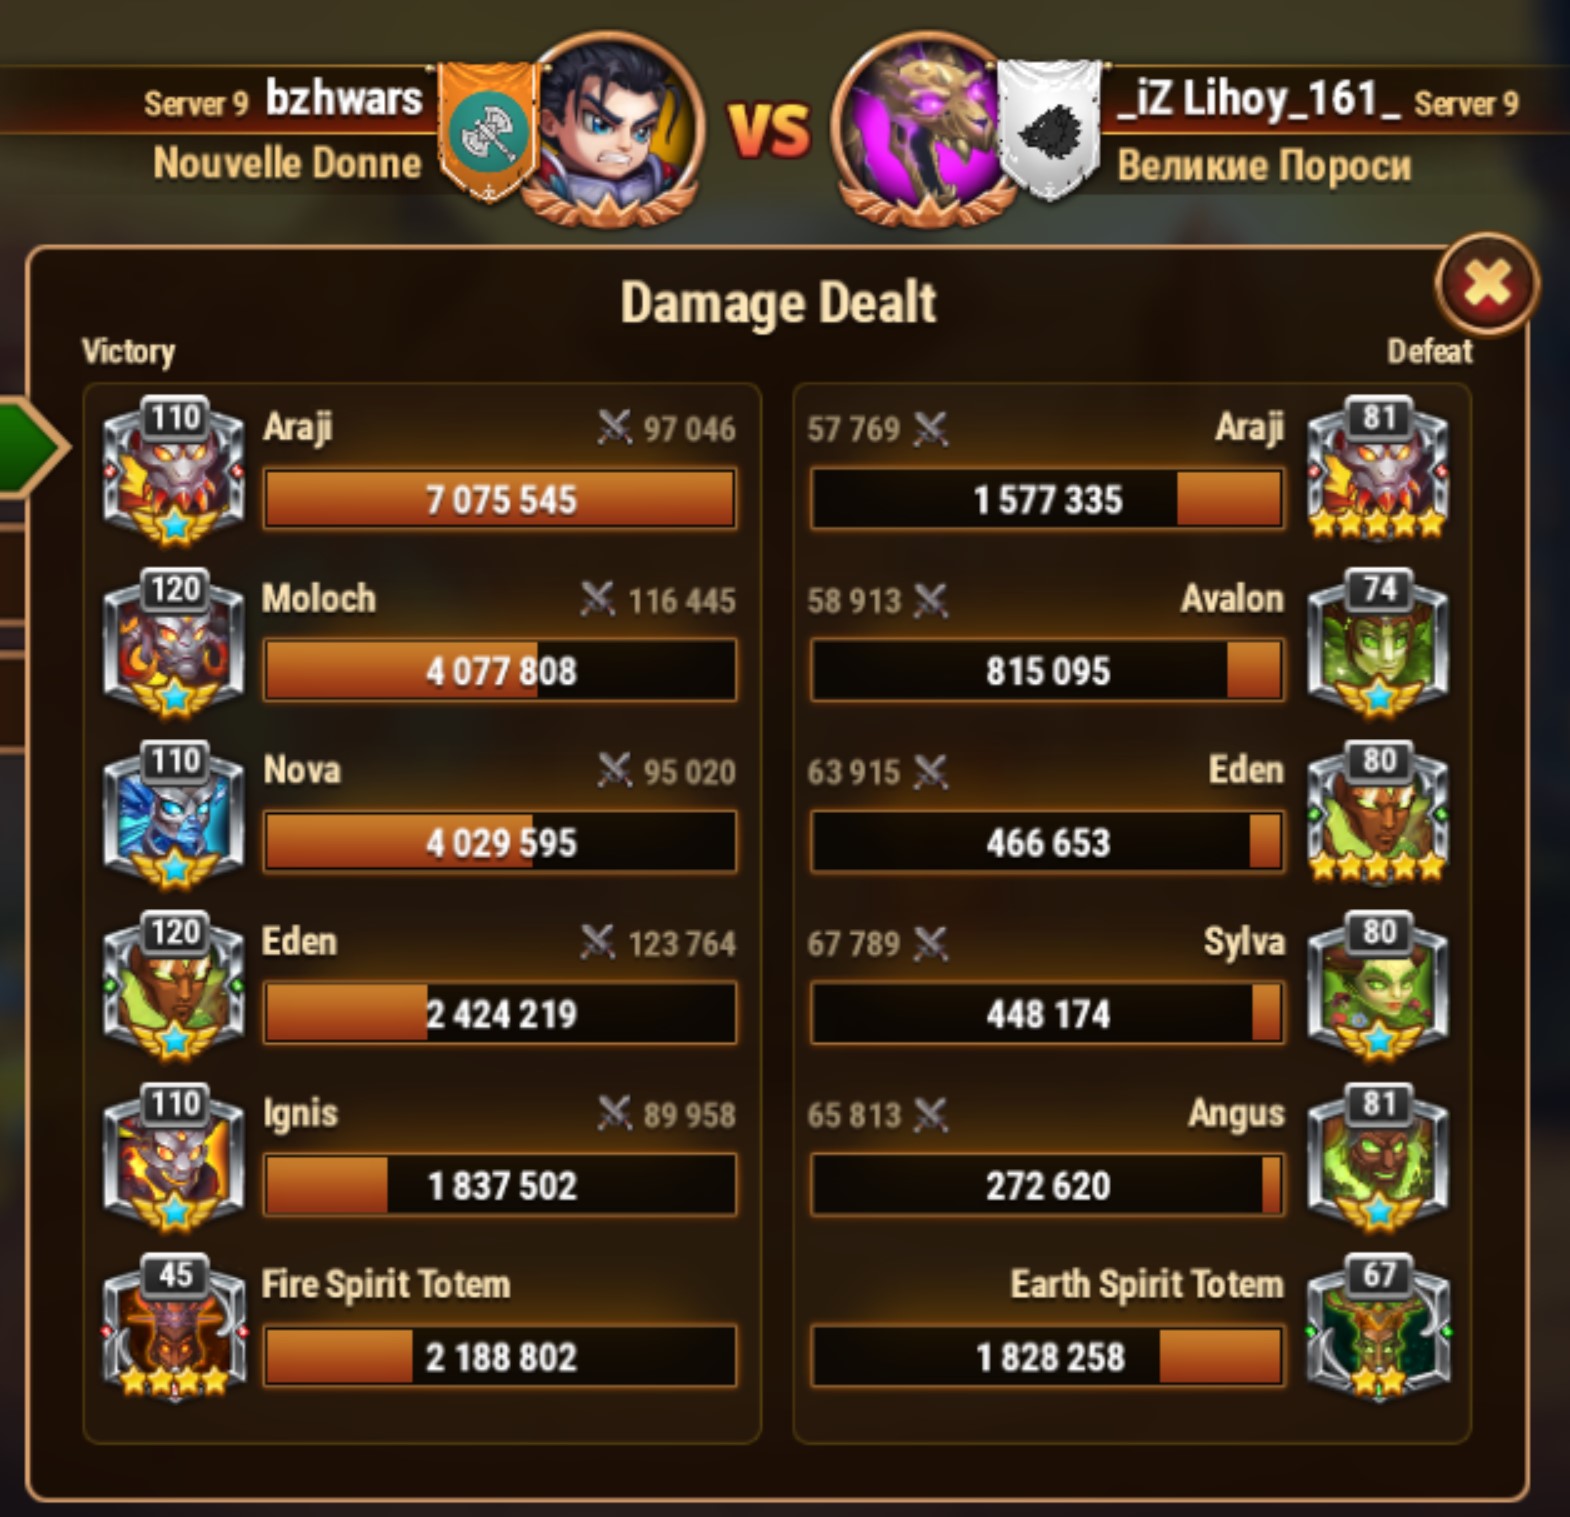 Server 9 bzhwars
Nouvelle Donne
VS
_iZ Lihoy_161_ Server 9
Великие Пороси
Damage Dealt
Victory
Defeat
110
Araji 97 046
7 075 545
120
Moloch 116 445
4 077 808
110
Nova 95 020
4 029 595
120
Eden 123 764
2 424 219
110
Ignis 89 958
1 837 502
45
Fire Spirit Totem
2 188 802
57 769 Araji
81
1 577 335
58 913 Avalon
74
815 095
63 915 Eden
80
466 653
67 789 Sylva
80
448 174
65 813 Angus
81
272 620
Earth Spirit Totem
67
1 828 258